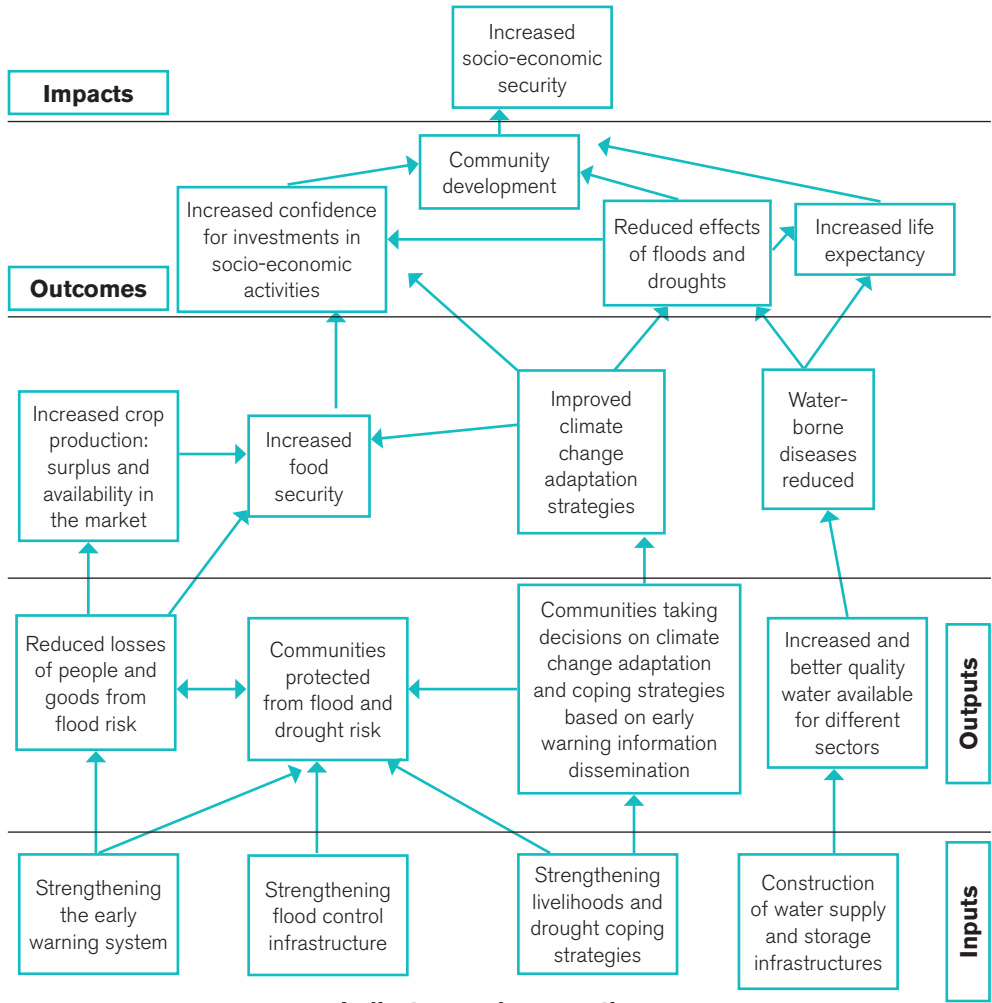 Increased
socio-economic
security
Impacts
Community
development
Increased confidence
for investments in
socio-economic
activities
Reduced effects
of floods and
droughts
Increased life
expectancy
Outcomes
Increased crop
production:
surplus and
availability in
the market
Increased
food
security
Improved
climate
change
adaptation
strategies
Water-
borne
diseases
reduced
Reduced losses
of people and
goods from
flood risk
Communities
protected
from flood and
drought risk
Communities taking
decisions on climate
change adaptation
and coping strategies
based on early
warning information
dissemination
Increased and
better quality
water available
for different
sectors
Outputs
Strengthening
the early
warning system
Strengthening
flood control
infrastructure
Strengthening
livelihoods and
drought coping
strategies
Construction
of water supply
and storage
infrastructures
Inputs